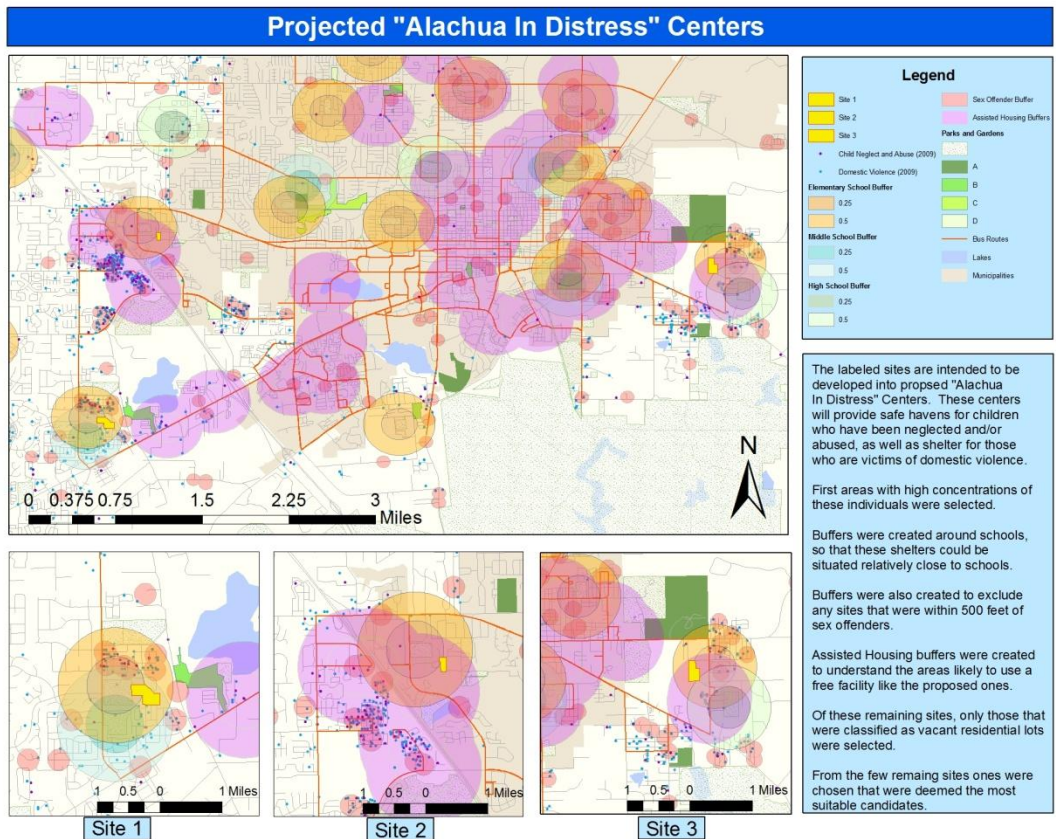 Projected "Alachua In Distress" Centers
N
0 0.375 0.75 1.5 2.25 3
Miles
Legend
Site 1
Site 2
Site 3
Child Neglect and Abuse (2009)
Domestic Violence (2009)
Elementary School Buffer
0.25
0.5
Middle School Buffer
0.25
0.5
High School Buffer
0.25
0.5
Sex Offender Buffer
Assisted Housing Buffers
Parks and Gardens
A
B
C
D
Bus Routes
Lakes
Municipalities
The labeled sites are intended to be
developed into propsed "Alachua
In Distress" Centers. These centers
will provide safe havens for children
who have been neglected and/or
abused, as well as shelter for those
who are victims of domestic violence.
First areas with high concentrations of
these individuals were selected.
Buffers were created around schools,
so that these shelters could be
situated relatively close to schools.
Buffers were also created to exclude
any sites that were within 500 feet of
sex offenders.
Assisted Housing buffers were created
to understand the areas likely to use a
free facility like the proposed ones.
Of these remaining sites, only those that
were classified as vacant residential lots
were selected.
From the few remaing sites ones were
chosen that were deemed the most
suitable candidates.
1 0.5 0 1 Miles
Site 1
1 0.5 0 1 Miles
Site 2
1 0.5 0 1 Miles
Site 3